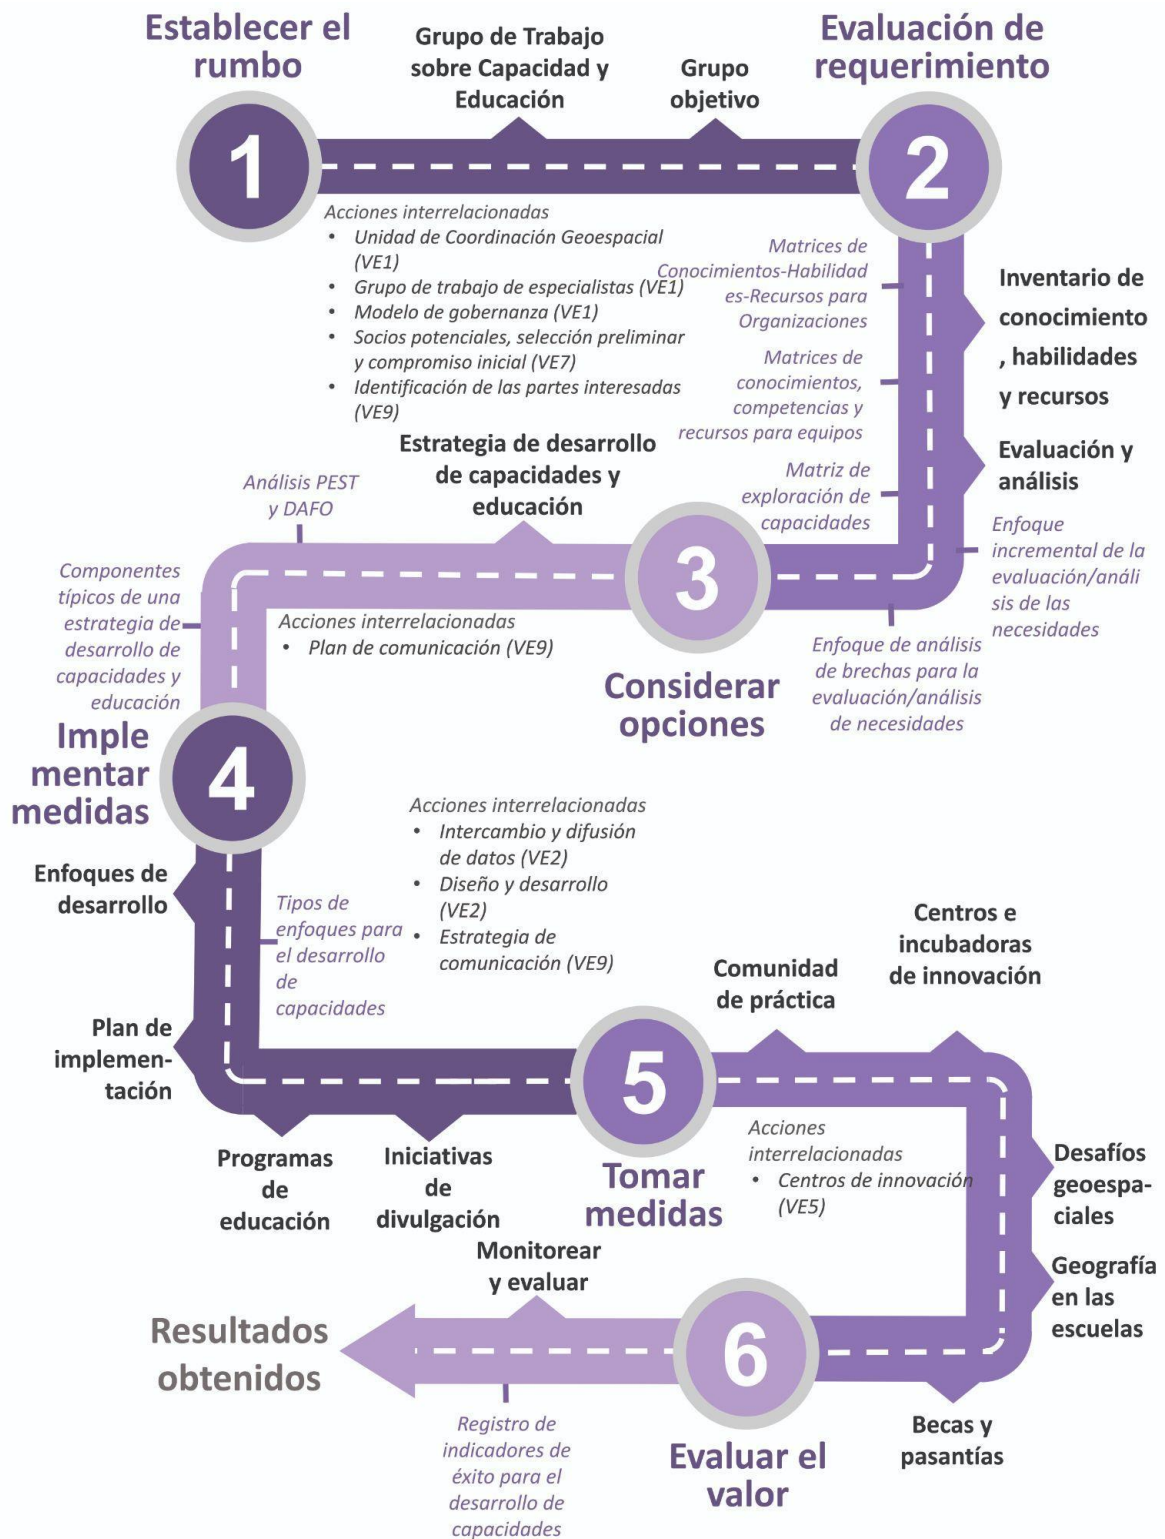 Establecer el
rumbo
1
Grupo de Trabajo
sobre Capacidad y
Educación
Grupo
objetivo
Evaluación de
requerimiento
2
Acciones interrelacionadas
• Unidad de Coordinación Geoespacial
(VE1)
• Grupo de trabajo de especialistas (VE1)
• Modelo de gobernanza (VE1)
• Socios potenciales, selección preliminar
y compromiso inicial (VE7)
• Identificación de las partes interesadas
(VE9)
Matrices de
Conocimientos-Habilidad
es-Recursos para
Organizaciones
Matrices de
conocimientos,
competencias y
recursos para equipos
Matriz de
exploración de
capacidades
Inventario de
conocimiento
, habilidades
y recursos
Evaluación y
análisis
Enfoque
incremental de la
evaluación/análi
sis de las
necesidades
Enfoque de análisis
de brechas para la
evaluación/análisis
de necesidades
3
Considerar
opciones
Estrategia de desarrollo
de capacidades y
educación
Análisis PEST
y DAFO
Acciones interrelacionadas
• Plan de comunicación (VE9)
Componentes
típicos de una
estrategia de
desarrollo de
capacidades y
educación
Imple
mentar
medidas
4
Enfoques de
desarrollo
Tipos de
enfoques para
el desarrollo
de
capacidades
Acciones interrelacionadas
• Intercambio y difusión
de datos (VE2)
• Diseño y desarrollo
(VE2)
• Estrategia de
comunicación (VE9)
Plan de
implemen-
tación
Programas
de
educación
Iniciativas
de
divulgación
5
Tomar
medidas
Comunidad
de práctica
Centros e
incubadoras
de innovación
Acciones
interrelacionadas
• Centros de innovación
(VE5)
Desafíos
geoespa-
ciales
Geografía
en las
escuelas
Becas y
pasantías
6
Evaluar el
valor
Monitorear
y evaluar
Registro de
indicadores de
éxito para el
desarrollo de
capacidades
Resultados
obtenidos